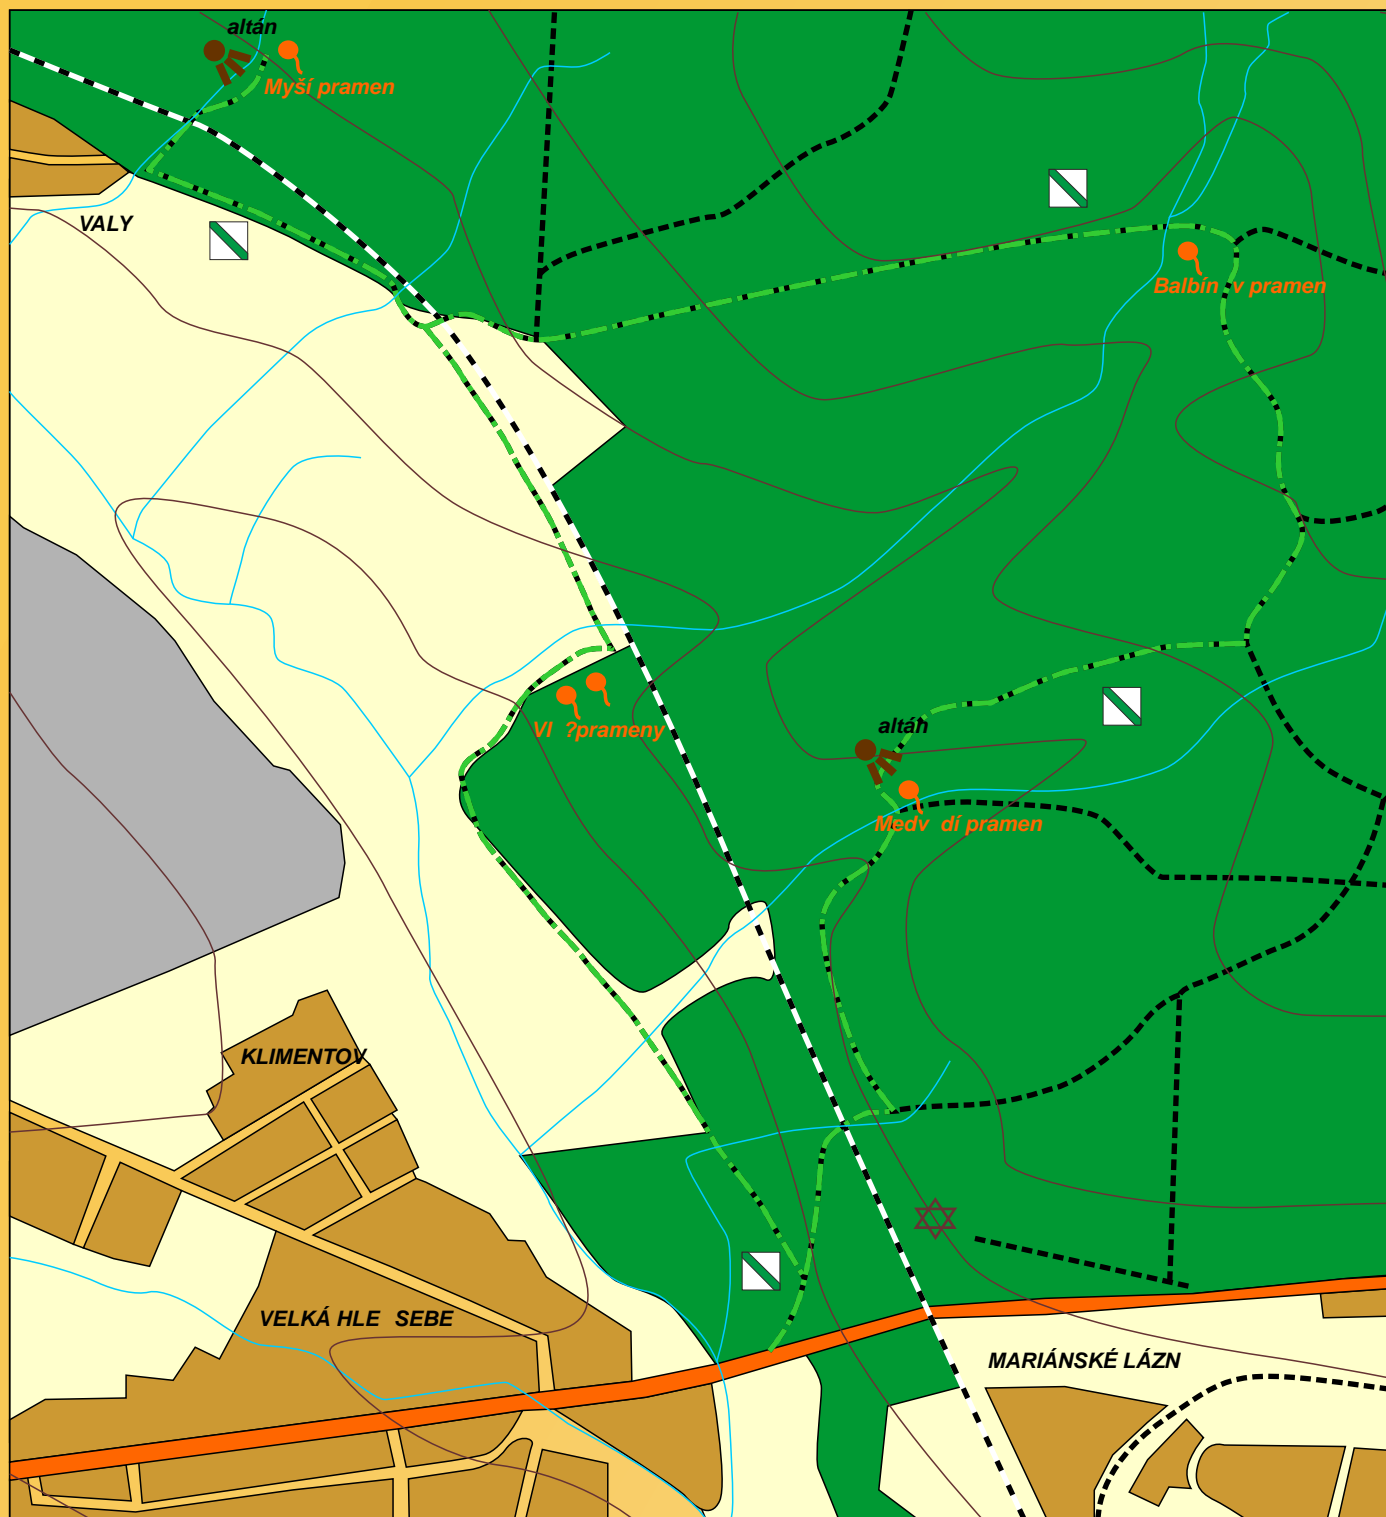 altán
Myší pramen
VALY
Balbín v pramen
Vl ?prameny
altán
Medv dí pramen
KLIMENTOV
VELKÁ HLE SEBE
MARIÁNSKÉ LÁZN